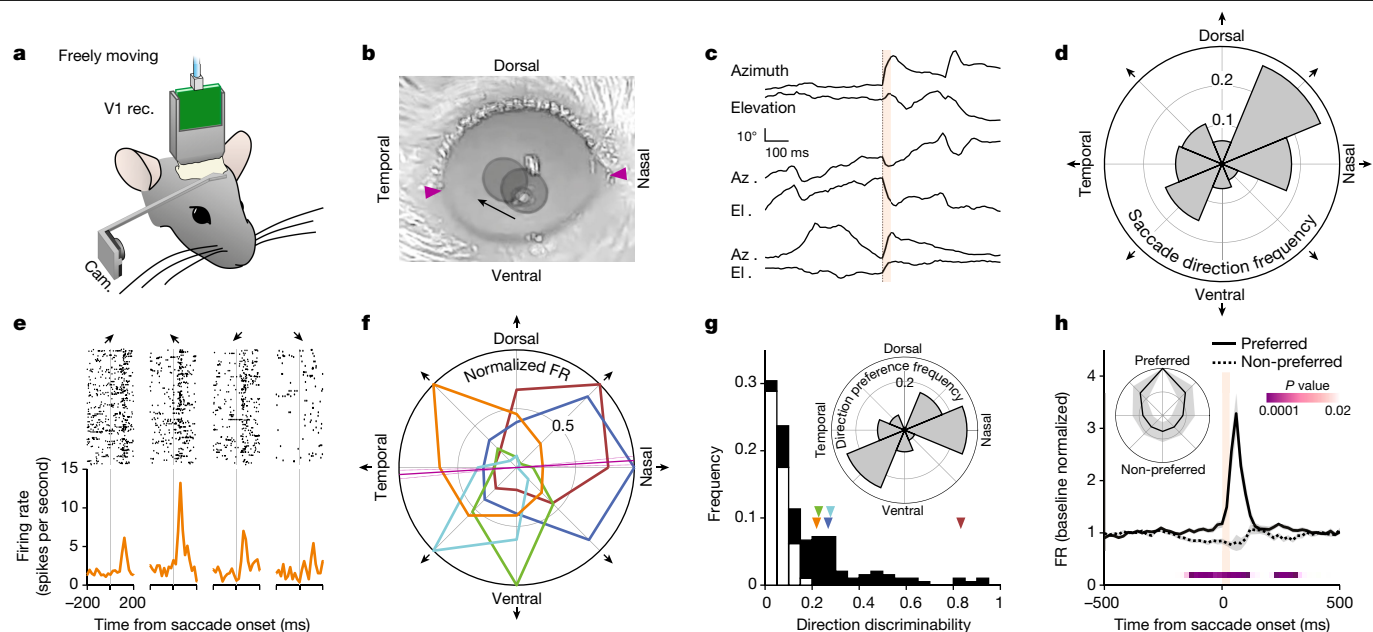 a
Freely moving
V1 rec.
Cam.
b
Dorsal
Temporal
Nasal
Ventral
c
Azimuth
Elevation
10°
100 ms
Az .
El .
Az .
El .
d
Dorsal
0.2
0.1
Temporal
Nasal
Saccade direction frequency
Ventral
e
15
10
5
0
Firing rate
(spikes per second)
−200
200
Time from saccade onset (ms)
f
Dorsal
Normalized FR
0.5
Temporal
Nasal
Ventral
g
0.3
0.2
0.1
0
Frequency
Dorsal
Direction preference frequency
0.2
Temporal
Nasal
Ventral
0
0.2
0.4
0.6
0.8
1
Direction discriminability
h
Preferred
Non-preferred
Preferred
Non-preferred
P value
0.0001
0.02
4
3
2
1
0
FR (baseline normalized)
−500
0
500
Time from saccade onset (ms)